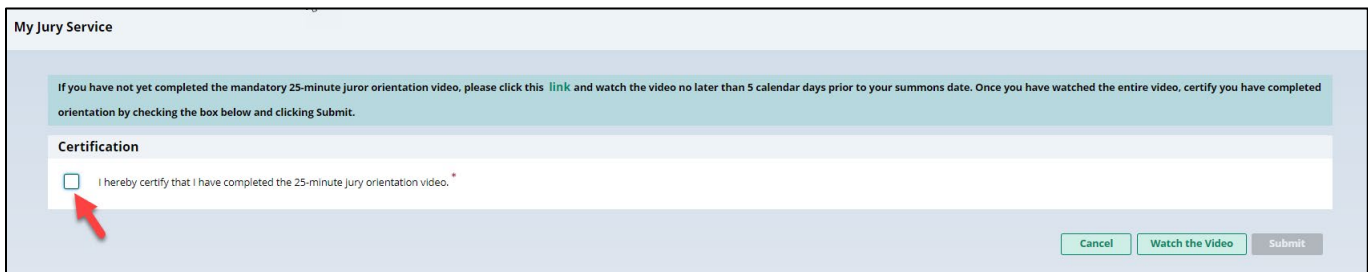 My Jury Service
If you have not yet completed the mandatory 25-minute juror orientation video, please click this link and watch the video no later than 5 calendar days prior to your summons date. Once you have watched the entire video, certify you have completed
orientation by checking the box below and clicking Submit.
Certification
I hereby certify that I have completed the 25-minute jury orientation video. *
Cancel Watch the Video Submit